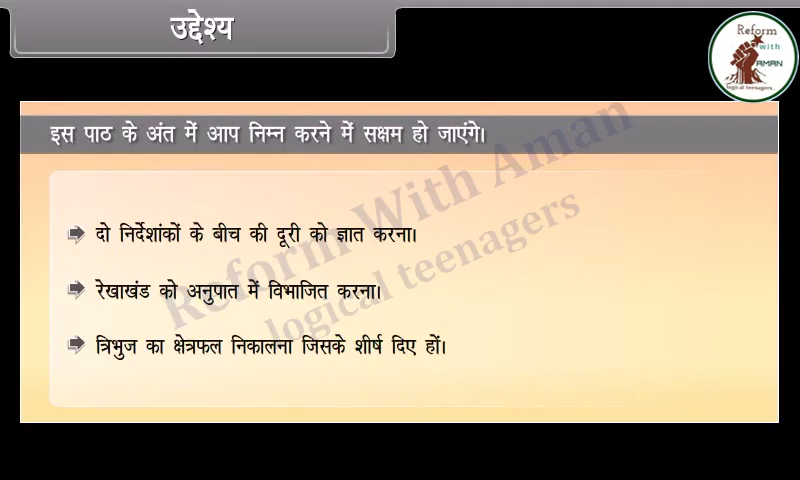 उद्देश्य
Reform
with
AMAN
logical teenagers.
इस पाठ के अंत में आप निम्न करने में सक्षम हो जाएंगे।
दो निर्देशांकों के बीच की दूरी को ज्ञात करना।
रेखाखंड को अनुपात में विभाजित करना।
त्रिभुज का क्षेत्रफल निकालना जिसके शीर्ष दिए हों।
Reform With Aman
logical teenagers